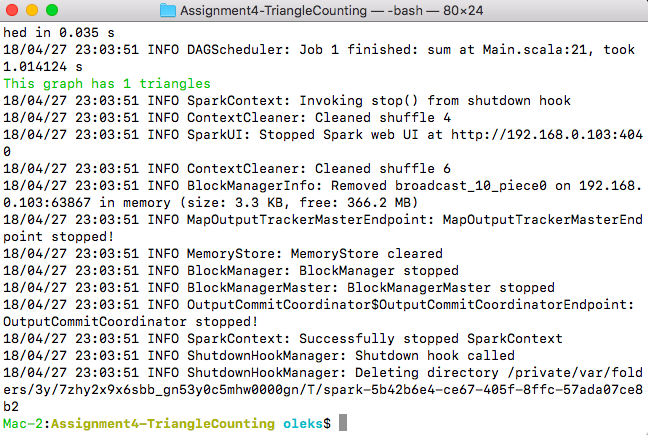 Assignment4-TriangleCounting — -bash — 80×24
hed in 0.035 s
18/04/27 23:03:51 INFO DAGScheduler: Job 1 finished: sum at Main.scala:21, took
1.014124 s
This graph has 1 triangles
18/04/27 23:03:51 INFO SparkContext: Invoking stop() from shutdown hook
18/04/27 23:03:51 INFO ContextCleaner: Cleaned shuffle 4
18/04/27 23:03:51 INFO SparkUI: Stopped Spark web UI at http://192.168.0.103:404
0
18/04/27 23:03:51 INFO ContextCleaner: Cleaned shuffle 6
18/04/27 23:03:51 INFO BlockManagerInfo: Removed broadcast_10_piece0 on 192.168.
0.103:63867 in memory (size: 3.3 KB, free: 366.2 MB)
18/04/27 23:03:51 INFO MapOutputTrackerMasterEndpoint: MapOutputTrackerMasterEnd
point stopped!
18/04/27 23:03:51 INFO MemoryStore: MemoryStore cleared
18/04/27 23:03:51 INFO BlockManager: BlockManager stopped
18/04/27 23:03:51 INFO BlockManagerMaster: BlockManagerMaster stopped
18/04/27 23:03:51 INFO OutputCommitCoordinator$OutputCommitCoordinatorEndpoint:
OutputCommitCoordinator stopped!
18/04/27 23:03:51 INFO SparkContext: Successfully stopped SparkContext
18/04/27 23:03:51 INFO ShutdownHookManager: Shutdown hook called
18/04/27 23:03:51 INFO ShutdownHookManager: Deleting directory /private/var/fold
ers/3y/7zhy2x9x6sbb_gn53y0c5mhw0000gn/T/spark-5b42b6e4-ce67-405f-8ffc-57ada07ce8
b2
Mac-2:Assignment4-TriangleCounting oleks$